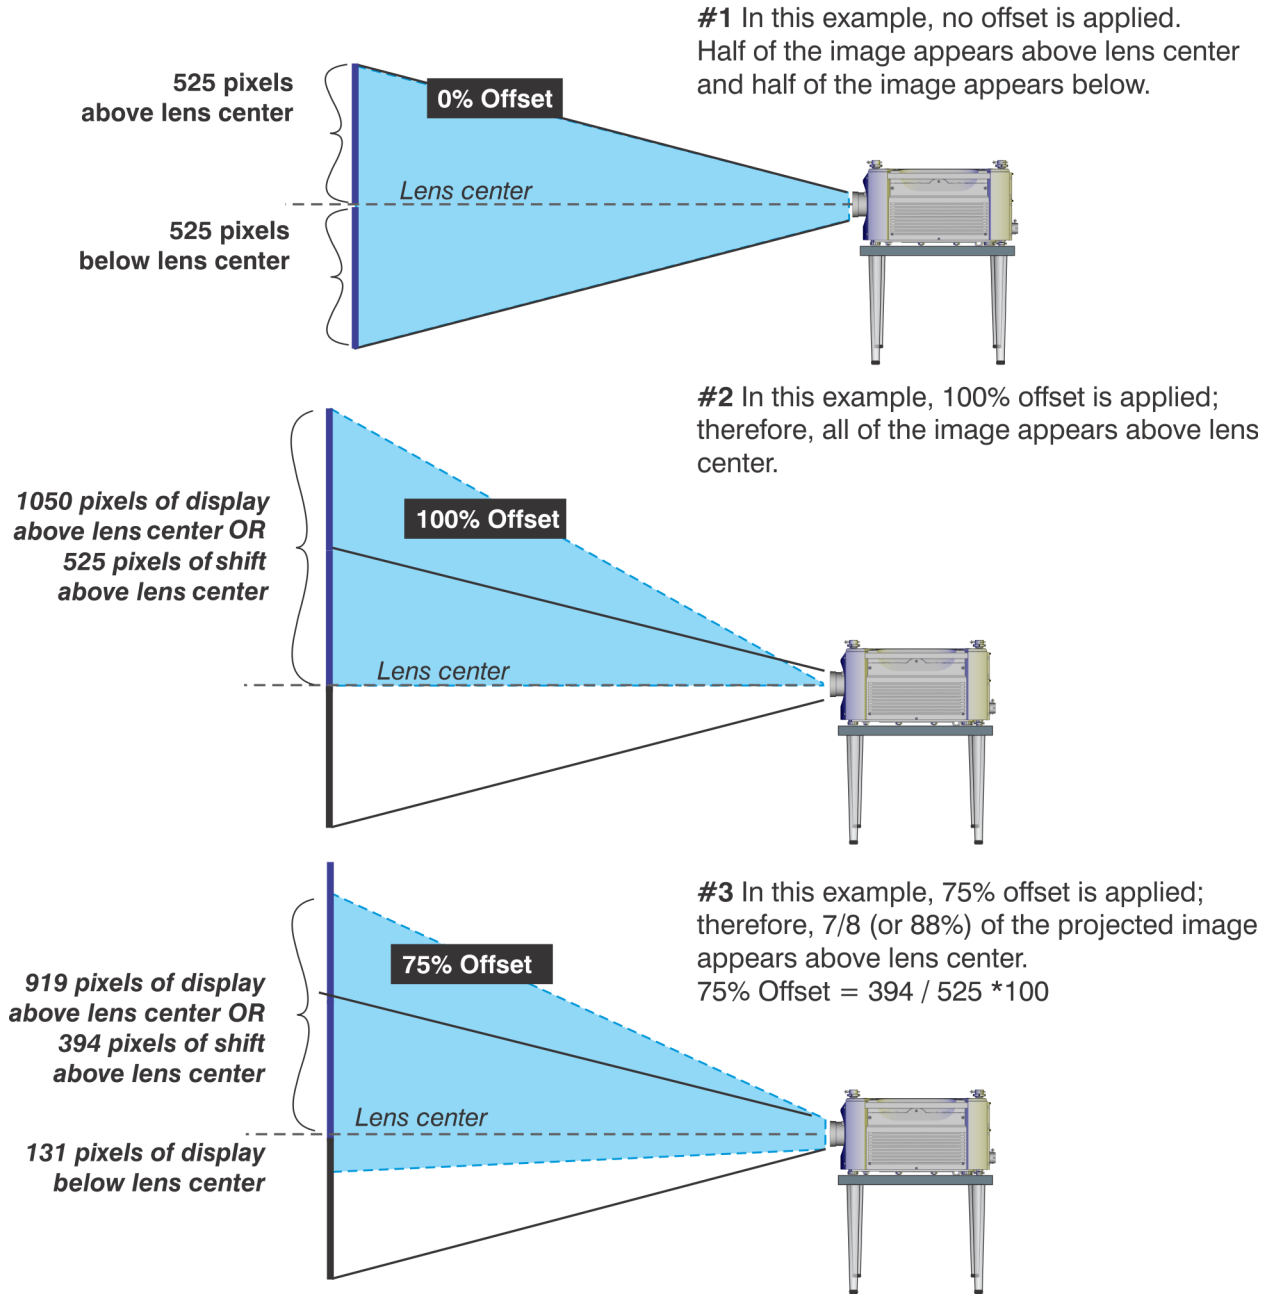 #1 In this example, no offset is applied.
Half of the image appears above lens center
and half of the image appears below.
525 pixels
above lens center
0% Offset
Lens center
525 pixels
below lens center
#2 In this example, 100% offset is applied;
therefore, all of the image appears above lens
center.
1050 pixels of display
above lens center OR
525 pixels of shift
above lens center
100% Offset
Lens center
#3 In this example, 75% offset is applied;
therefore, 7/8 (or 88%) of the projected image
appears above lens center.
75% Offset = 394 / 525 *100
75% Offset
919 pixels of display
above lens center OR
394 pixels of shift
above lens center
Lens center
131 pixels of display
below lens center